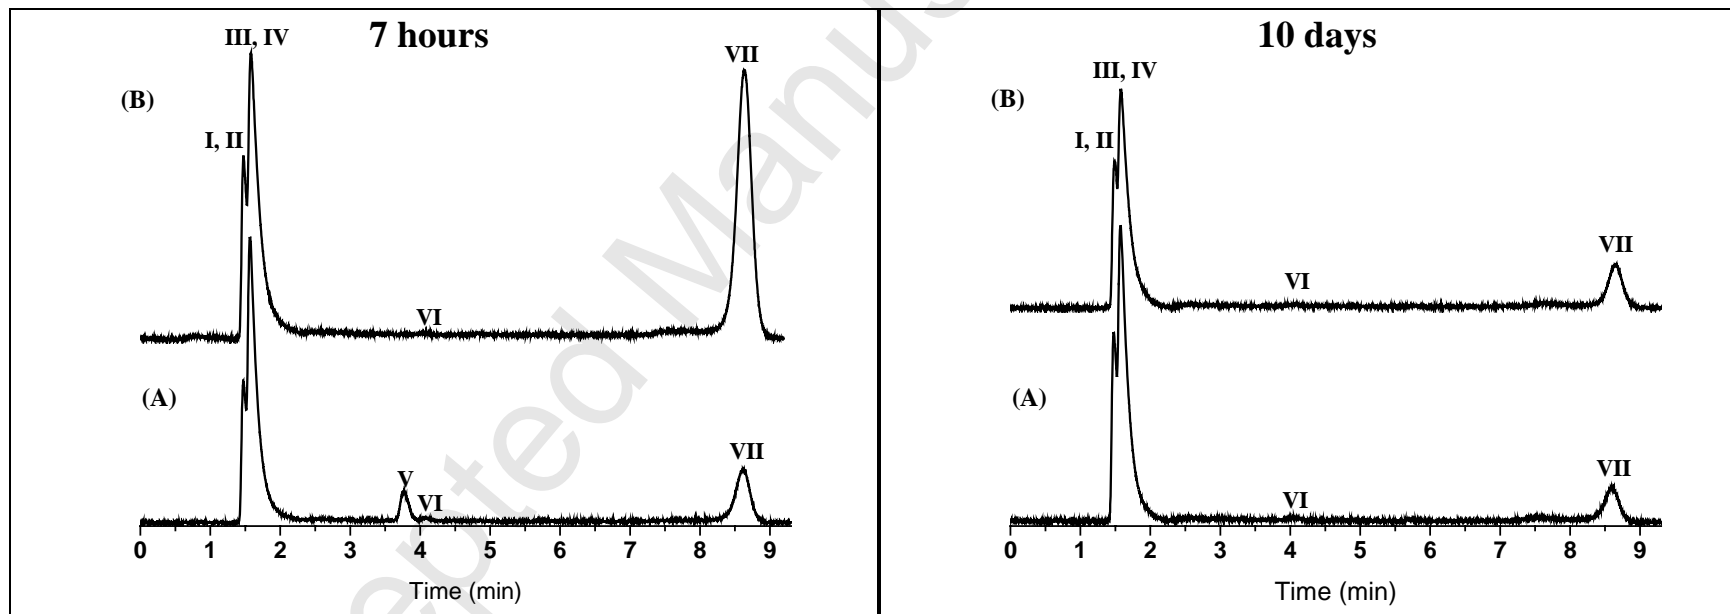 7 hours
III, IV
VII
(B)
I, II
VI
(A)
V
VI
VII
0 1 2 3 4 5 6 7 8 9
Time (min)
10 days
III, IV
(B)
I, II
VI
VII
(A)
VI
VII
0 1 2 3 4 5 6 7 8 9
Time (min)
epted Manus